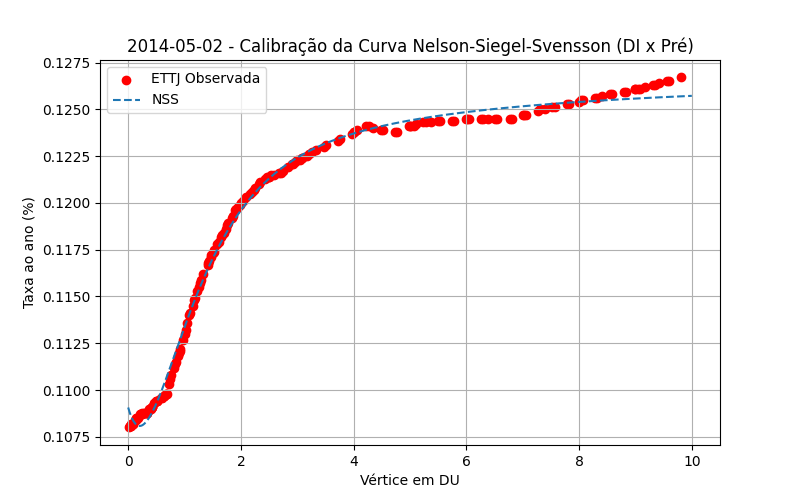 2014-05-02 - Calibração da Curva Nelson-Siegel-Svensson (DI x Pré)
ETTJ Observada
NSS
Taxa ao ano (%)
0.1275
0.1250
0.1225
0.1200
0.1175
0.1150
0.1125
0.1100
0.1075
0 2 4 6 8 10
Vértice em DU